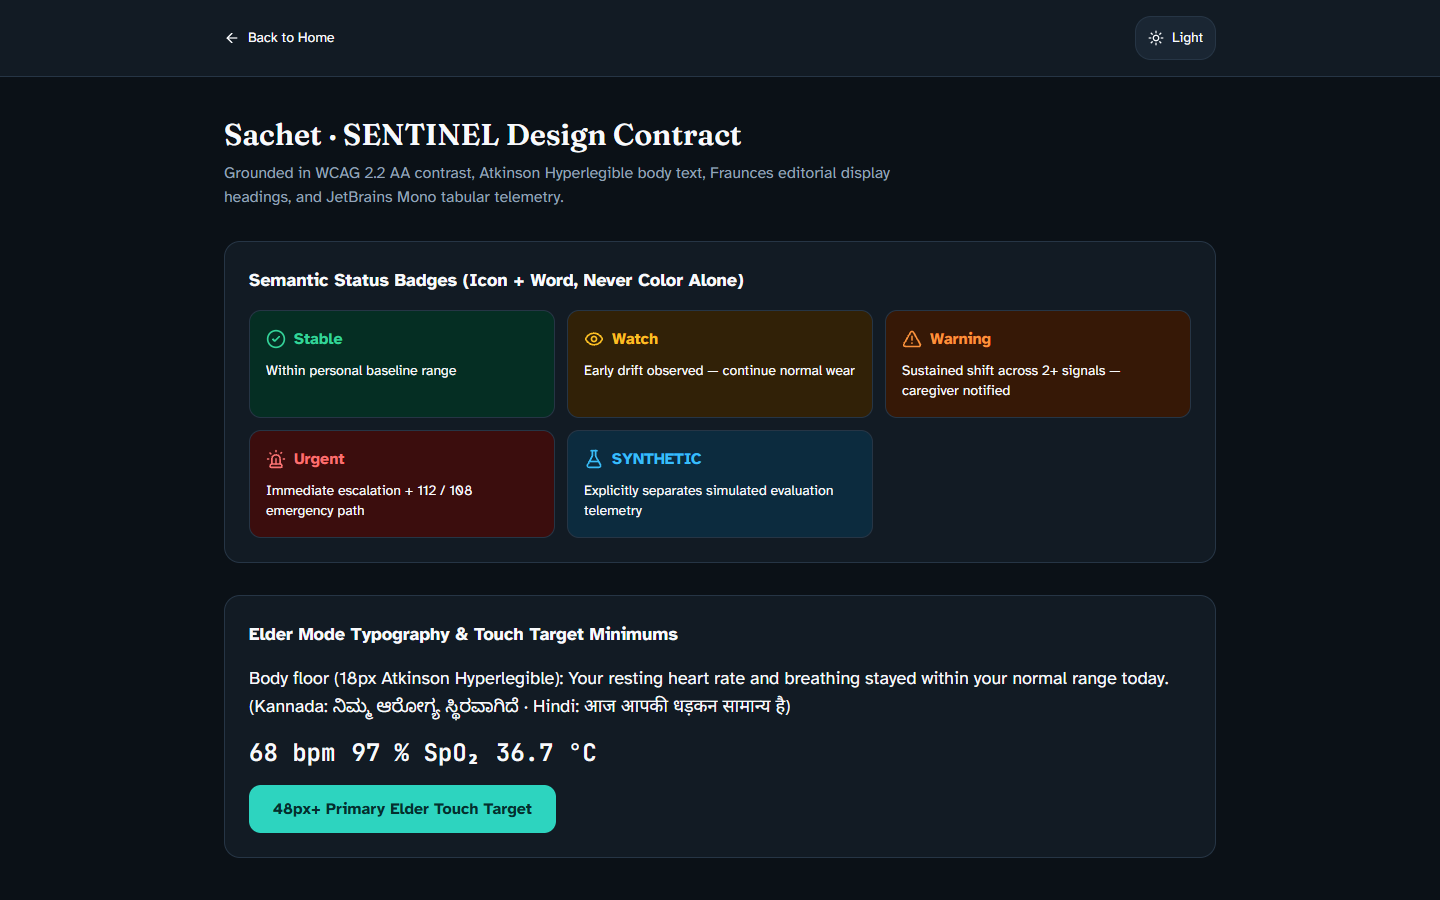 Back to Home
Light
Sachet · SENTINEL Design Contract
Grounded in WCAG 2.2 AA contrast, Atkinson Hyperlegible body text, Fraunces editorial display
headings, and JetBrains Mono tabular telemetry.
Semantic Status Badges (Icon + Word, Never Color Alone)
Stable
Within personal baseline range
Watch
Early drift observed — continue normal wear
Warning
Sustained shift across 2+ signals —
caregiver notified
Urgent
Immediate escalation + 112 / 108
emergency path
SYNTHETIC
Explicitly separates simulated evaluation
telemetry
Elder Mode Typography & Touch Target Minimums
Body floor (18px Atkinson Hyperlegible): Your resting heart rate and breathing stayed within your normal range today.
(Kannada: ನಿಮ್ಮ ಆರೋಗ್ಯ ಸ್ಥಿರವಾಗಿದೆ · Hindi: आज आपकी धड़कन सामान्य है)
68 bpm 97 % SpO₂ 36.7 °C
48px+ Primary Elder Touch Target